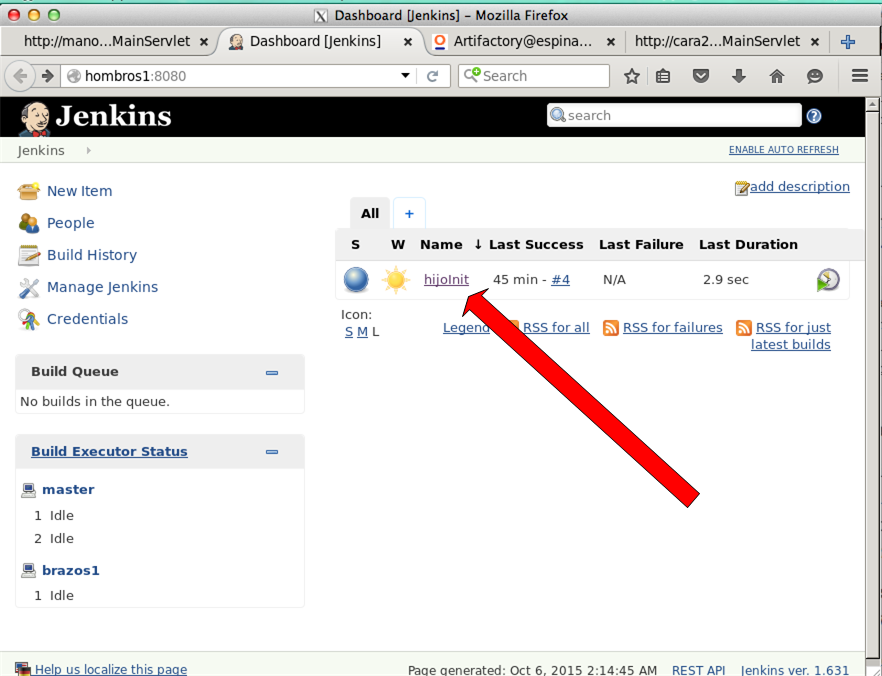 Dashboard [Jenkins] – Mozilla Firefox
http://mano...MainServlet × Dashboard [Jenkins] × Artifactory@espina... × http://cara2...MainServlet ×
hombros1:8080 Search
Jenkins search
Jenkins ENABLE AUTO REFRESH
New Item
People
Build History
Manage Jenkins
Credentials
add description
All +
S W Name ↓ Last Success Last Failure Last Duration
hijoInit 45 min - #4 N/A 2.9 sec
Icon:
S M L
Legend RSS for all RSS for failures RSS for just
latest builds
Build Queue
No builds in the queue.
Build Executor Status
master
1 Idle
2 Idle
brazos1
1 Idle
Help us localize this page Page generated: Oct 6, 2015 2:14:45 AM REST API Jenkins ver. 1.631